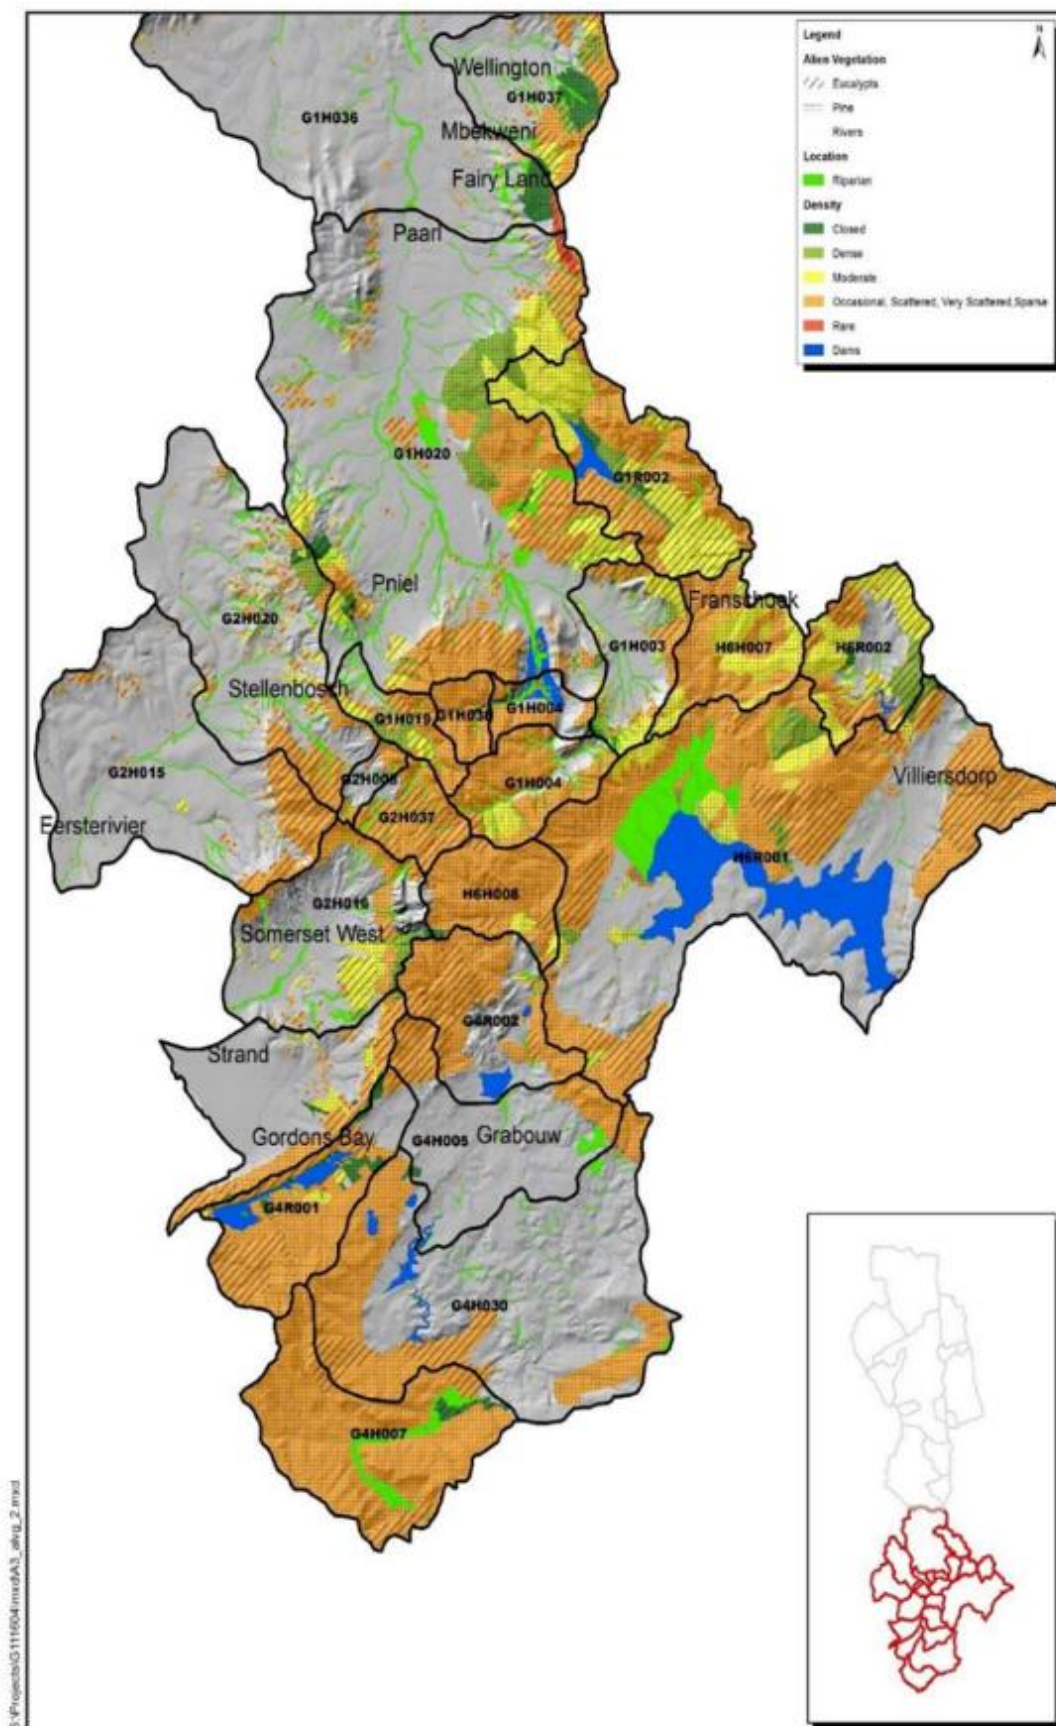 N
Legend
Alien Vegetation
Eucalypts
Pine
Rivers
Location
Riparian
Density
Closed
Dense
Moderate
Occasional, Scattered, Very Scattered,Sparse
Rare
Dams
Wellington
G1H037
G1H036
Mbekweni
Fairy Land
Paarl
G1H020
G1R002
Pniel
Franschoek
G2H020
G1H003
H6H007
H6R002
Stellenbosch
G1H019
G1H038
G1H004
G2H015
G2H005
G1H004
Villiersdorp
Eersterivier
G2H037
H6R001
H6H008
G2H016
Somerset West
G4R002
Strand
Gordons Bay
G4H005
Grabouw
G4R001
G4H030
G4H007